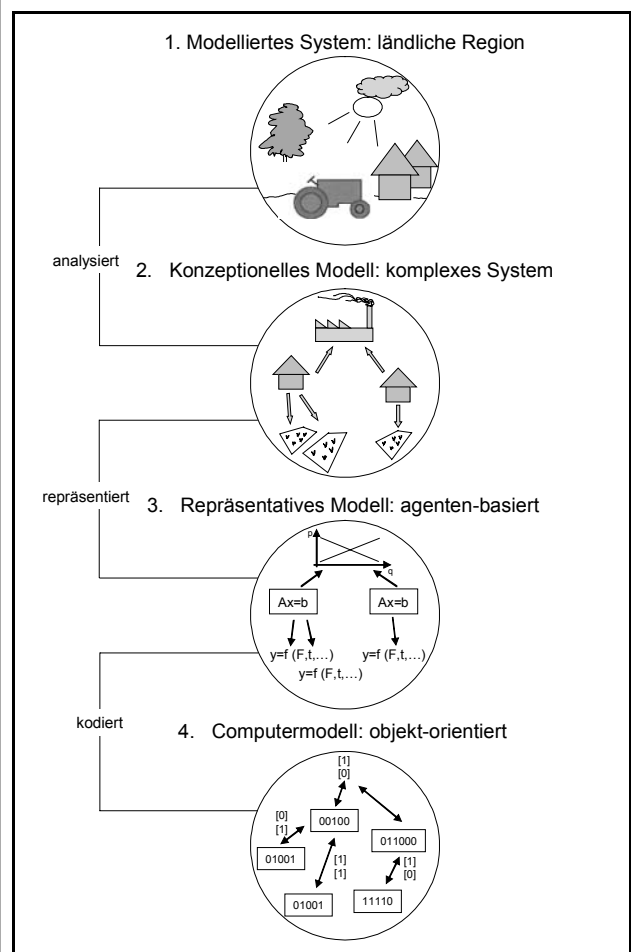 1. Modelliertes System: ländliche Region
analysiert
2. Konzeptionelles Modell: komplexes System
repräsentiert
3. Repräsentatives Modell: agenten-basiert
p
q
Ax=b
Ax=b
y=f (F,t,...)
y=f (F,t,...)
y=f (F,t,...)
kodiert
4. Computermodell: objekt-orientiert
[1]
[0]
[0]
[1]
00100
011000
01001
[1]
[1]
[1]
[0]
01001
11110